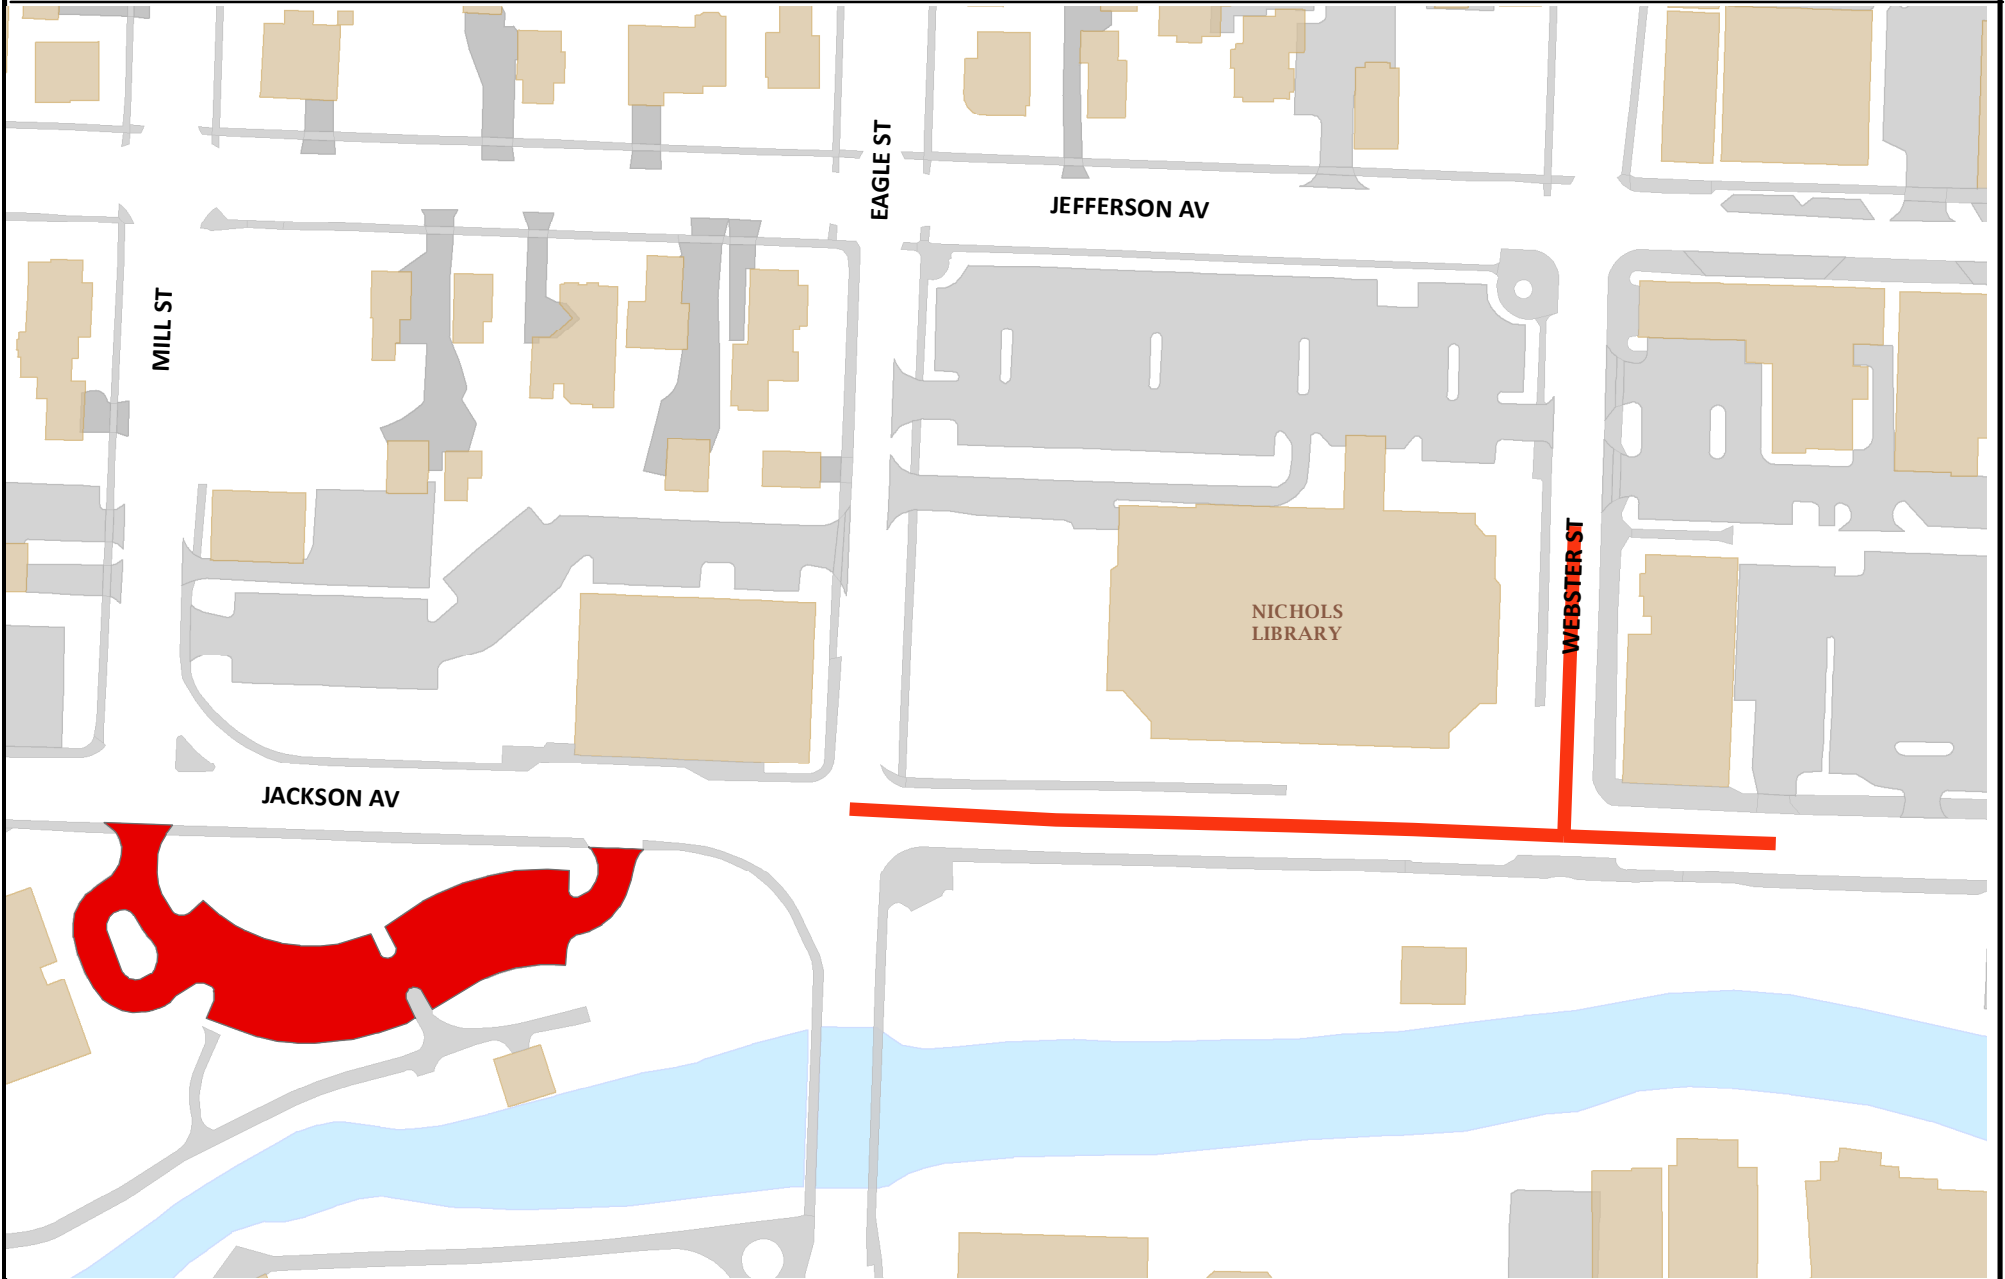 EAGLE ST
JEFFERSON AV
MILL ST
WEBSTER ST
NICHOLS
LIBRARY
JACKSON AV